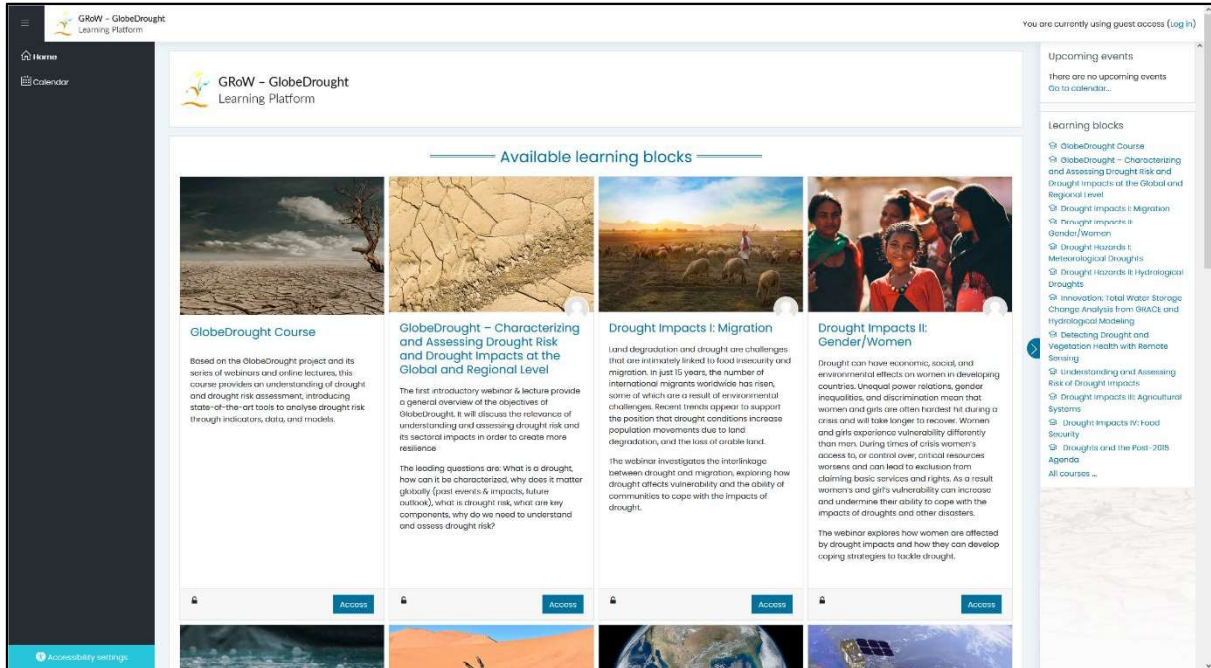 GRoW – GlobeDrought
Learning Platform
You are currently using guest access (Log in)
Home
Calendar
Accessibility settings
GRoW – GlobeDrought
Learning Platform
Available learning blocks
GlobeDrought Course
Based on the GlobeDrought project and its
series of webinars and online lectures, this
course provides an understanding of drought
and drought risk assessment, introducing
state-of-the-art tools to analyse drought risk
through indicators, data, and models.
Access
GlobeDrought – Characterizing
and Assessing Drought Risk
and Drought Impacts at the
Global and Regional Level
The first introductory webinar & lecture provide
a general overview of the objectives of
GlobeDrought. It will discuss the relevance of
understanding and assessing drought risk and
its sectoral impacts in order to create more
resilience
The leading questions are: What is a drought,
how can it be characterized, why does it matter
globally (past events & impacts, future
outlook), what is drought risk, what are key
components, why do we need to understand
and assess drought risk?
Access
Drought Impacts I: Migration
Land degradation and drought are challenges
that are intimately linked to food insecurity and
migration. In just 15 years, the number of
international migrants worldwide has risen,
some of which are a result of environmental
challenges. Recent trends appear to support
the position that drought conditions increase
population movements due to land
degradation, and the loss of arable land.
The webinar investigates the interlinkage
between drought and migration, exploring how
drought affects vulnerability and the ability of
communities to cope with the impacts of
drought.
Access
Drought Impacts II:
Gender/Women
Drought can have economic, social, and
environmental effects on women in developing
countries. Unequal power relations, gender
inequalities, and discrimination mean that
women and girls are often hardest hit during a
crisis and will take longer to recover. Women
and girls experience vulnerability differently
than men. During times of crisis women's
access to, or control over, critical resources
worsens and can lead to exclusion from
claiming basic services and rights. As a result
women's and girl's vulnerability can increase
and undermine their ability to cope with the
impacts of droughts and other disasters.
The webinar explores how women are affected
by drought impacts and how they can develop
coping strategies to tackle drought.
Access
Upcoming events
There are no upcoming events
Go to calendar...
Learning blocks
GlobeDrought Course
GlobeDrought – Characterizing
and Assessing Drought Risk and
Drought Impacts at the Global and
Regional Level
Drought Impacts I: Migration
Drought Impacts II:
Gender/Women
Drought Hazards I:
Meteorological Droughts
Drought Hazards II: Hydrological
Droughts
Innovation: Total Water Storage
Change Analysis from GRACE and
Hydrological Modeling
Detecting Drought and
Vegetation Health with Remote
Sensing
Understanding and Assessing
Risk of Drought Impacts
Drought Impacts III: Agricultural
Systems
Drought Impacts IV: Food
Security
Droughts and the Post-2015
Agenda
All courses ...